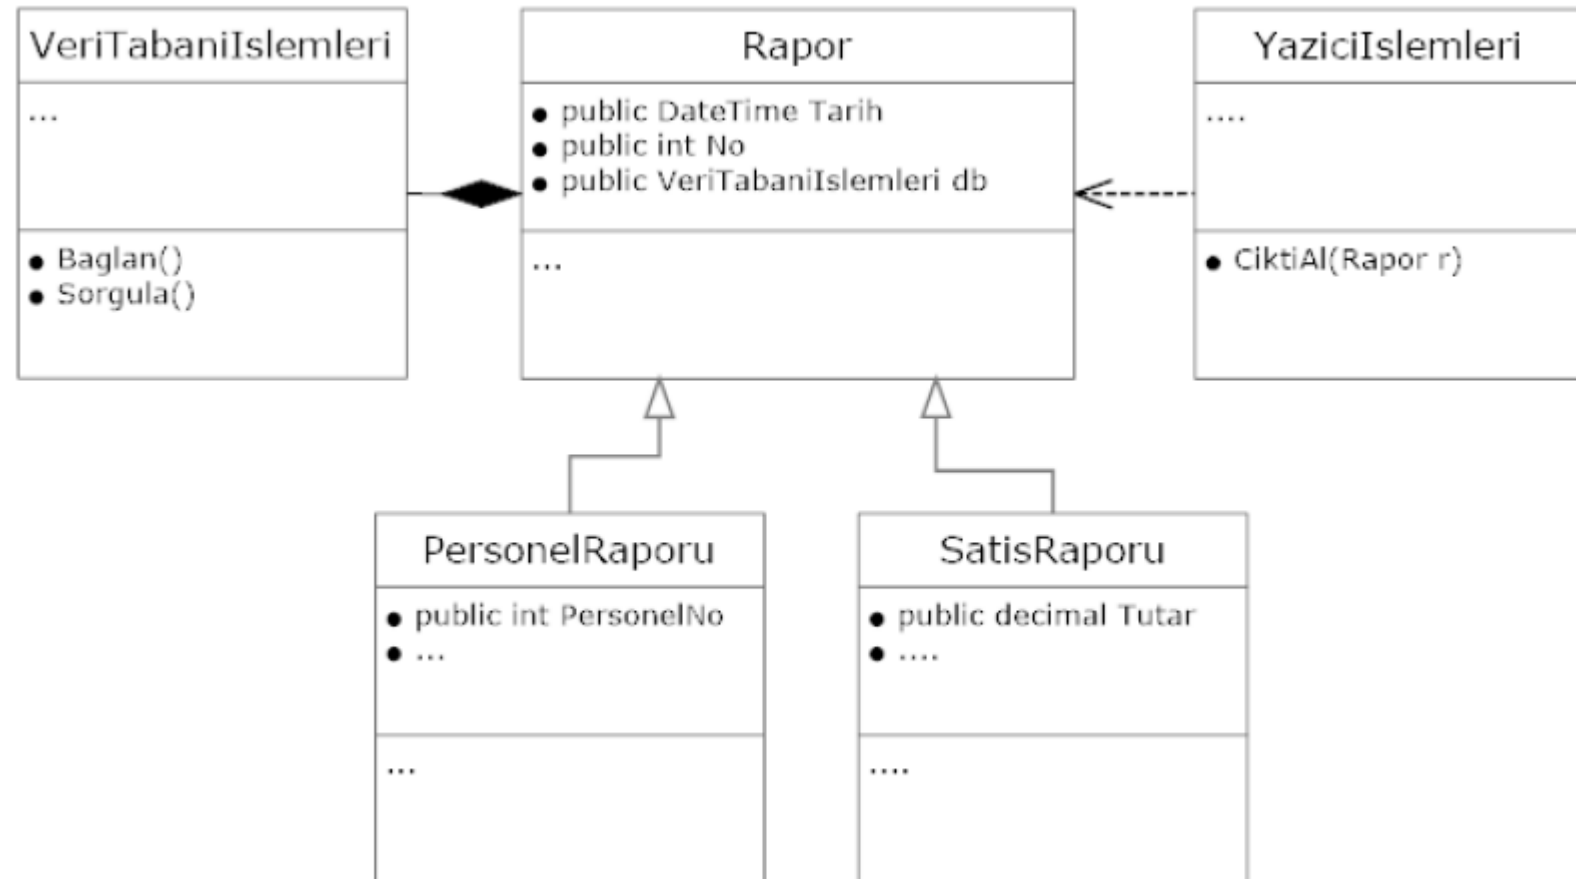 VeriTabaniIslemleri
...
● Baglan()
● Sorgula()
Rapor
● public DateTime Tarih
● public int No
● public VeriTabaniIslemleri db
...
YaziciIslemleri
....
● CiktiAl(Rapor r)
PersonelRaporu
● public int PersonelNo
● ...
...
SatisRaporu
● public decimal Tutar
● ....
....